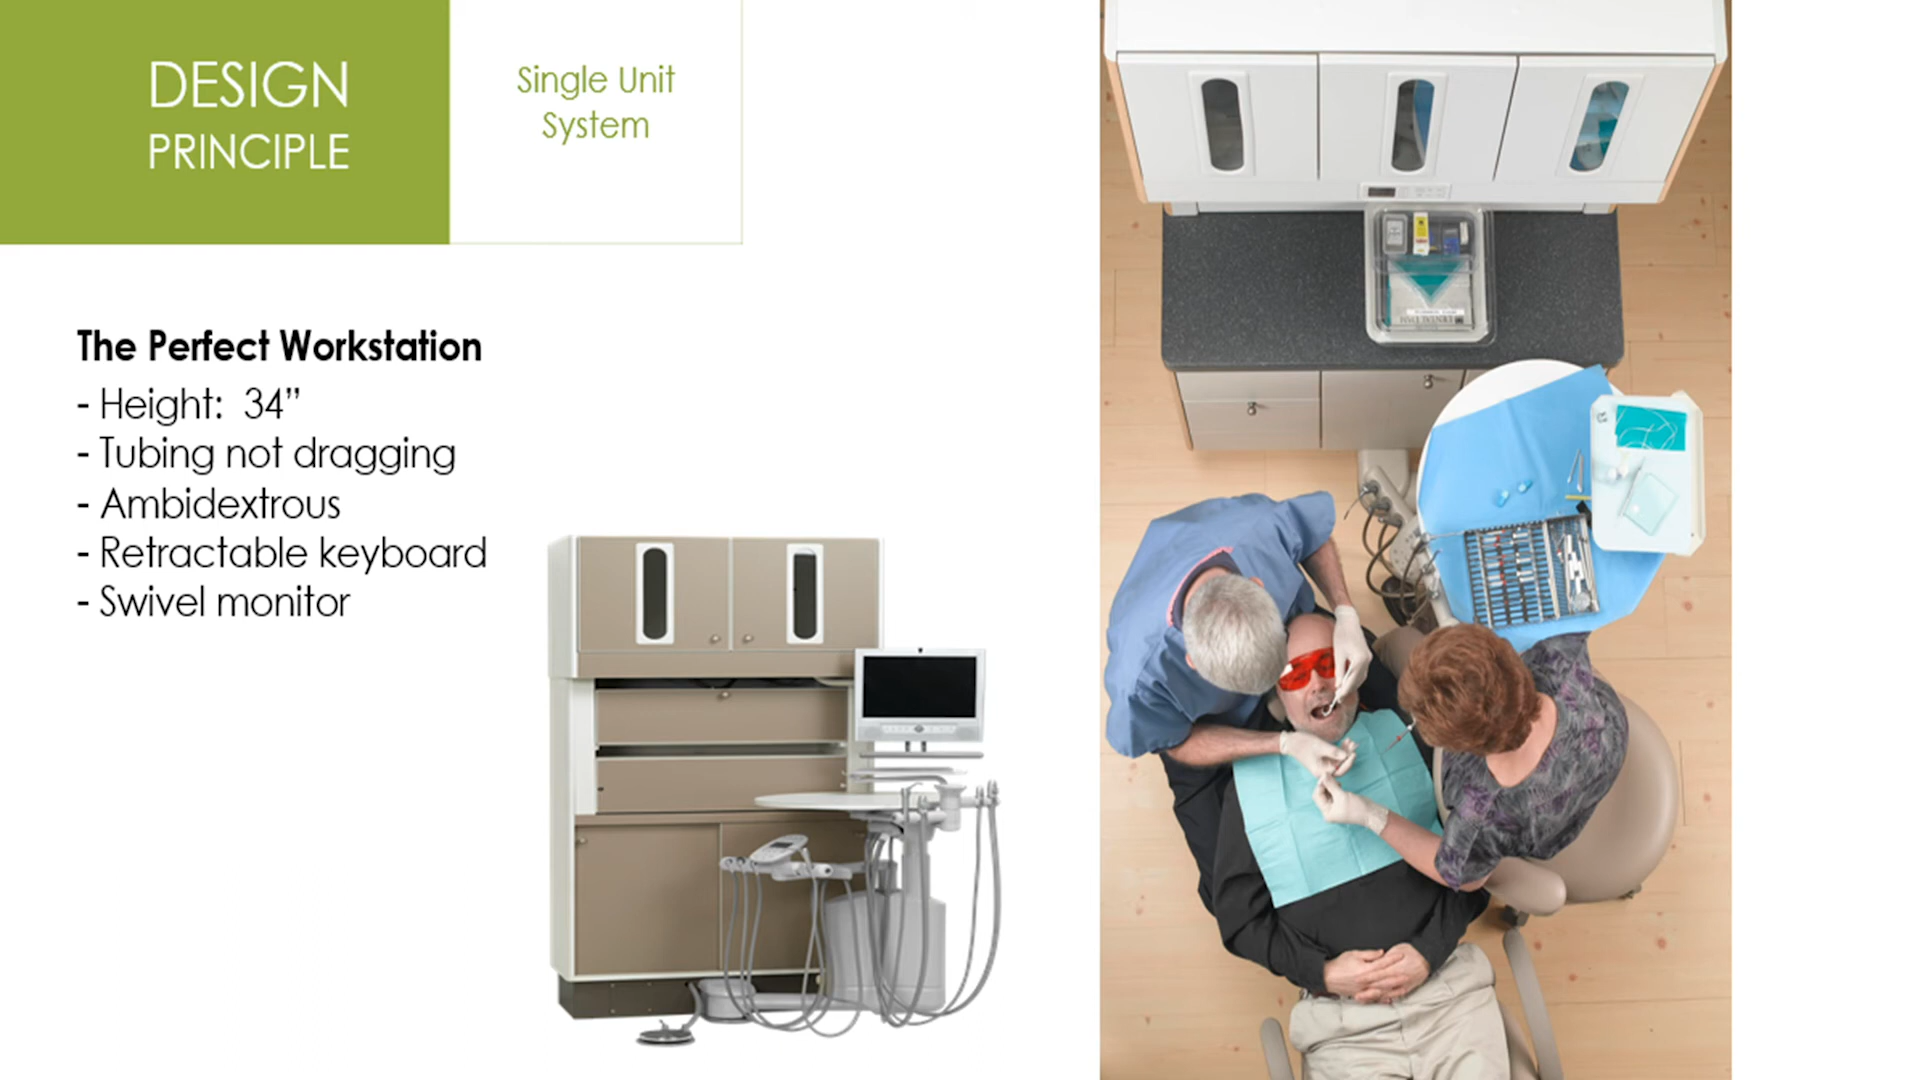 DESIGN
PRINCIPLE
Single Unit
System
The Perfect Workstation
- Height:  34”
- Tubing not dragging
- Ambidextrous
- Retractable keyboard
- Swivel monitor